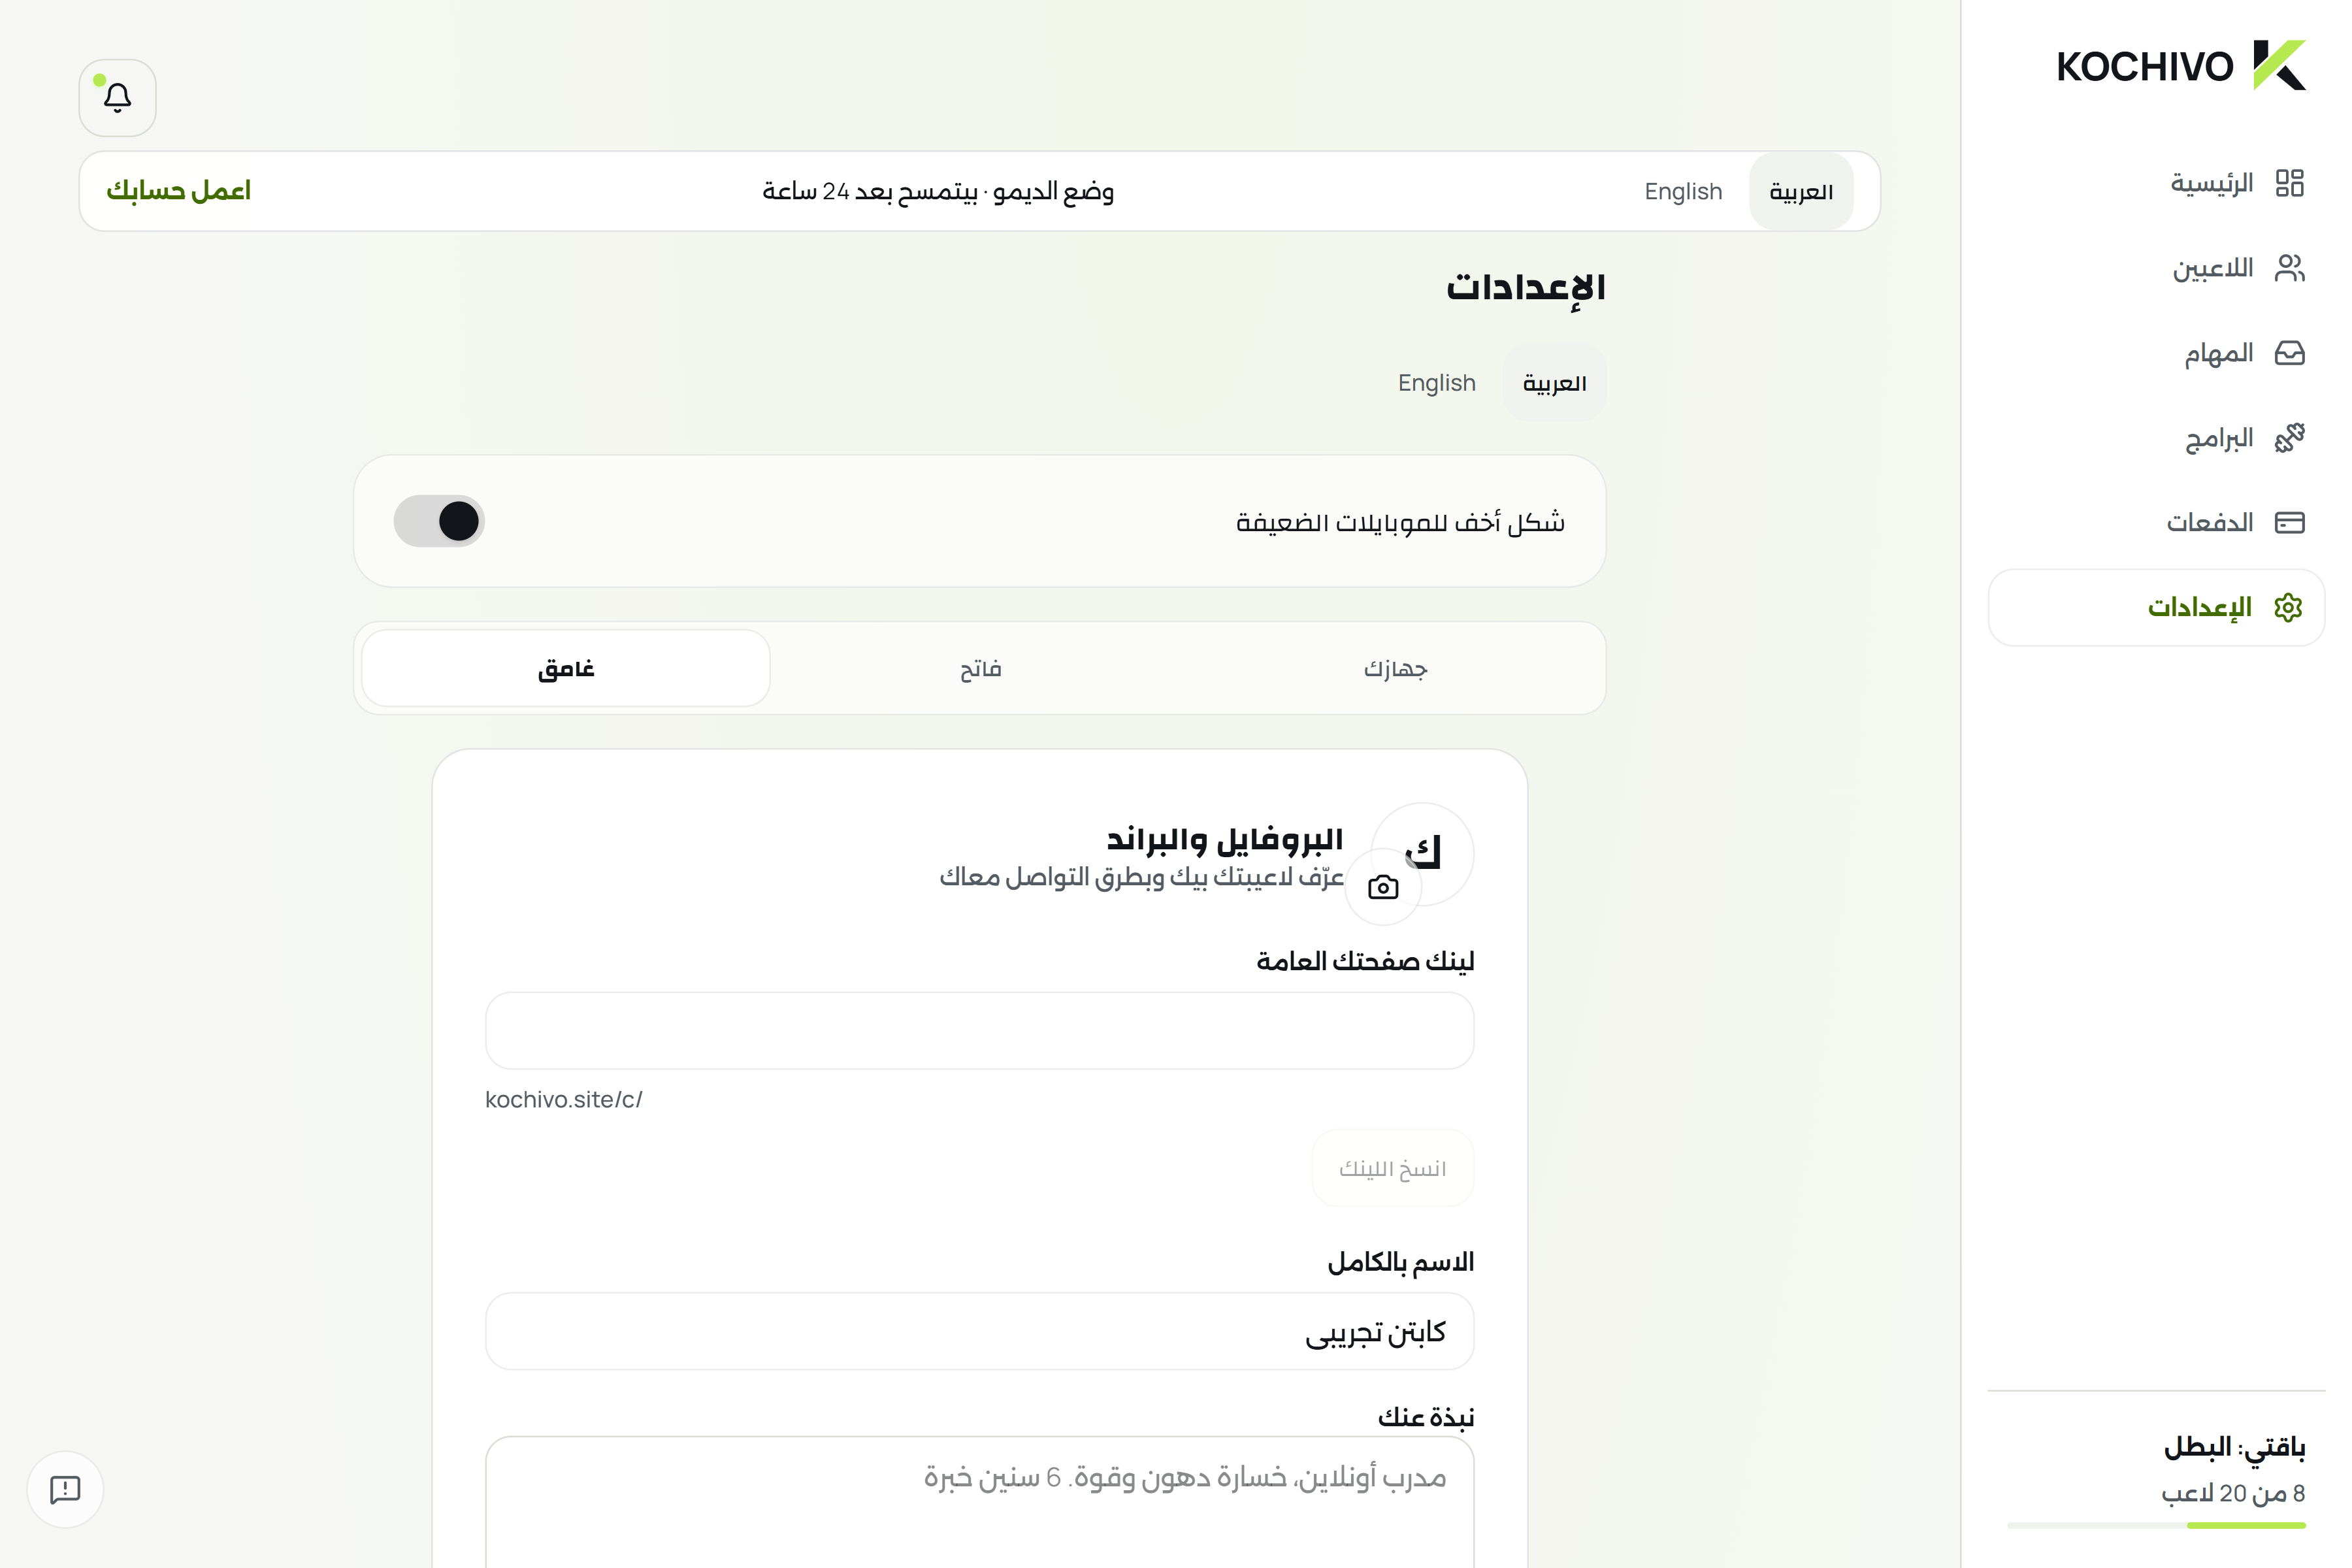 KOCHIVO
الرئيسية
اللاعبين
المهام
البرامج
الدفعات
الإعدادات
باقتي: البطل
8 من 20 لاعب
العربية
English
وضع الديمو · بيتمسح بعد 24 ساعة
اعمل حسابك
الإعدادات
العربية
English
شكل أخف للموبايلات الضعيفة
جهازك
فاتح
غامق
ك
البروفايل والبراند
عرّف لاعيبتك بيك وبطرق التواصل معاك
لينك صفحتك العامة
kochivo.site/c/
انسخ اللينك
الاسم بالكامل
كابتن تجريبي
نبذة عنك
مدرب أونلاين، خسارة دهون وقوة. 6 سنين خبرة